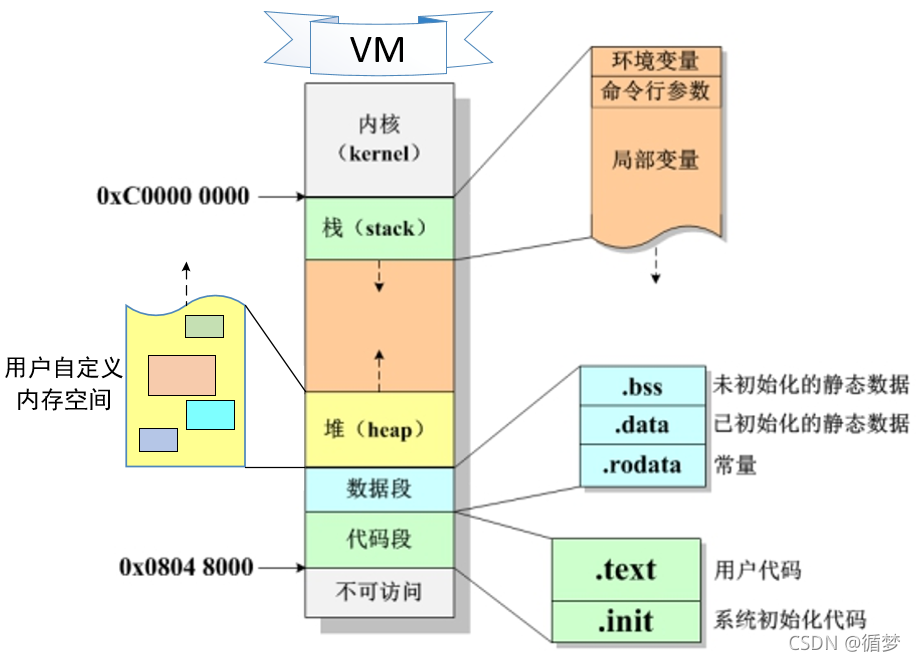 VM
内核
（kernel）
0xC0000 0000
栈（stack）
环境变量
命令行参数
局部变量
用户自定义
内存空间
堆（heap）
数据段
代码段
0x0804 8000
不可访问
.bss
未初始化的静态数据
.data
已初始化的静态数据
.rodata
常量
.text
用户代码
.init
系统初始化代码
CSDN @循梦